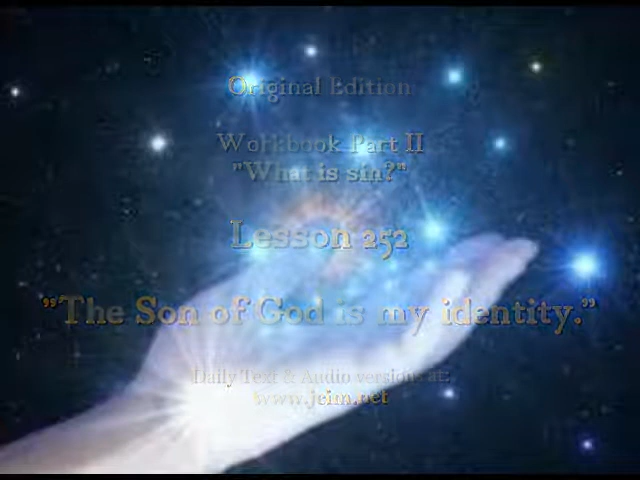 Original Edition
Workbook Part II
"What is sin?"
Lesson 252
"The Son of God is my identity."
Daily Text & Audio versions at:
www.jcim.net